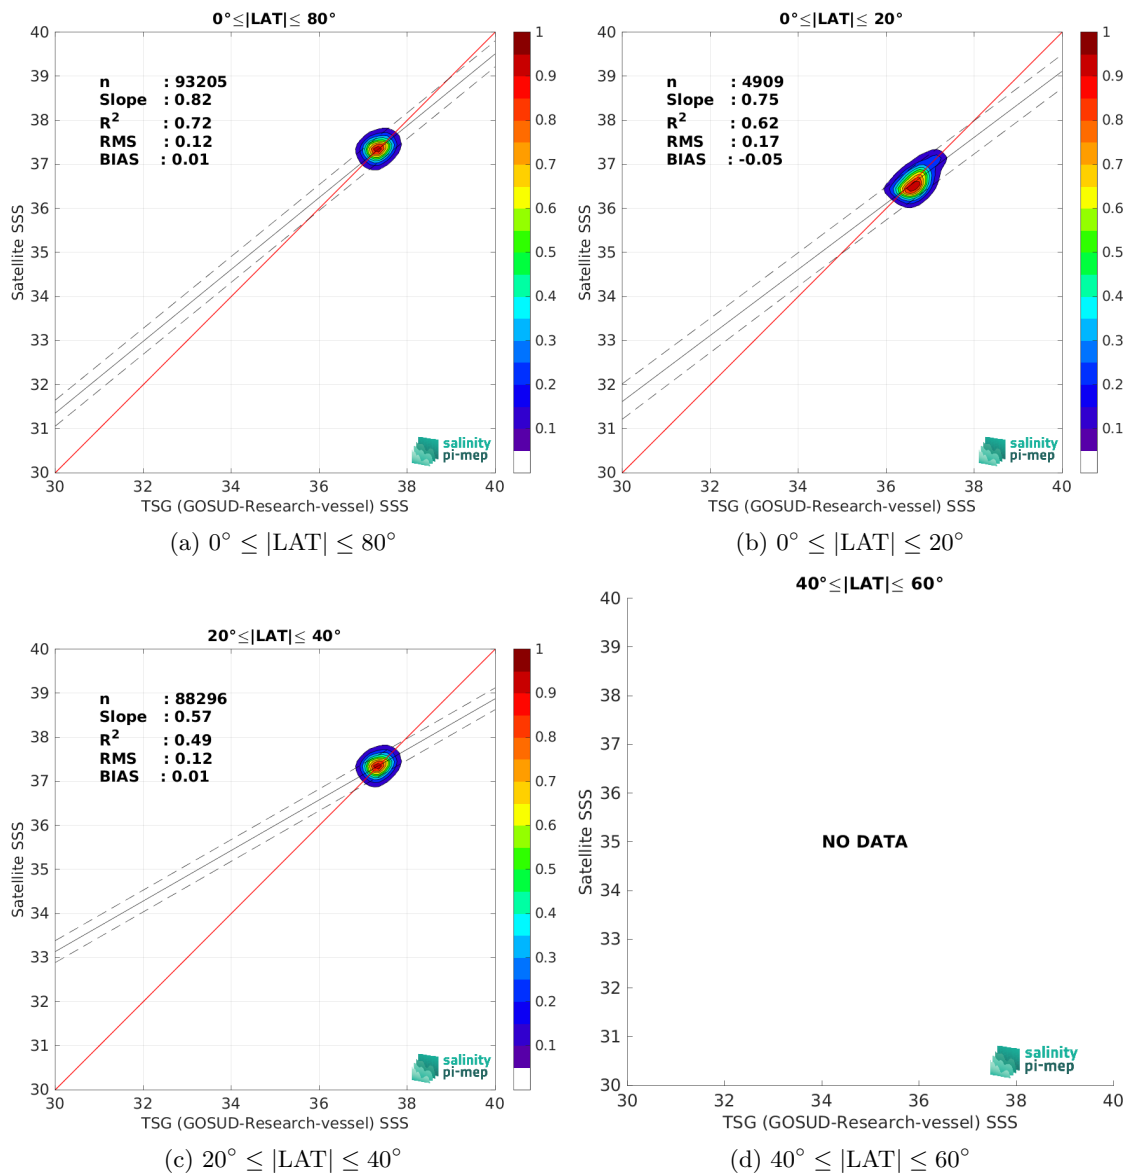 0°≤|LAT|≤ 80°
40
39
38
37
36
35
34
33
32
31
30
30
32
34
36
38
40
Satellite SSS
TSG (GOSUD-Research-vessel) SSS
n : 93205
Slope : 0.82
R2 : 0.72
RMS : 0.12
BIAS : 0.01
1
0.9
0.8
0.7
0.6
0.5
0.4
0.3
0.2
0.1
salinity
pi-mep
(a) 0° ≤ |LAT| ≤ 80°
0°≤|LAT|≤ 20°
40
39
38
37
36
35
34
33
32
31
30
30
32
34
36
38
40
Satellite SSS
TSG (GOSUD-Research-vessel) SSS
n : 4909
Slope : 0.75
R2 : 0.62
RMS : 0.17
BIAS : -0.05
1
0.9
0.8
0.7
0.6
0.5
0.4
0.3
0.2
0.1
salinity
pi-mep
(b) 0° ≤ |LAT| ≤ 20°
20°≤|LAT|≤ 40°
40
39
38
37
36
35
34
33
32
31
30
30
32
34
36
38
40
Satellite SSS
TSG (GOSUD-Research-vessel) SSS
n : 88296
Slope : 0.57
R2 : 0.49
RMS : 0.12
BIAS : 0.01
1
0.9
0.8
0.7
0.6
0.5
0.4
0.3
0.2
0.1
salinity
pi-mep
(c) 20° ≤ |LAT| ≤ 40°
40°≤|LAT|≤ 60°
40
39
38
37
36
35
34
33
32
31
30
30
32
34
36
38
40
Satellite SSS
TSG (GOSUD-Research-vessel) SSS
NO DATA
salinity
pi-mep
(d) 40° ≤ |LAT| ≤ 60°